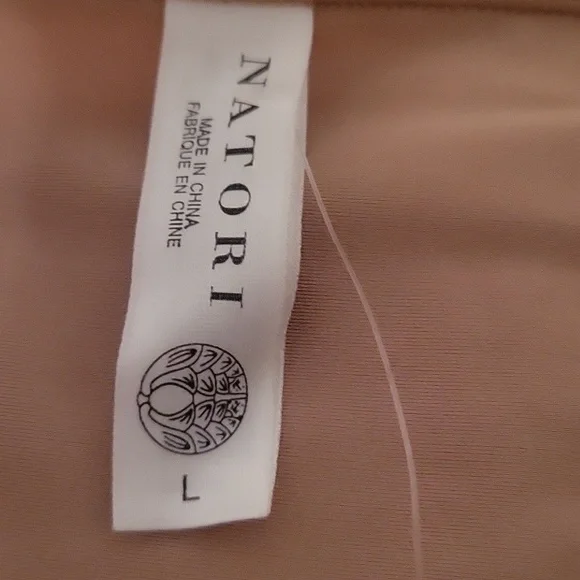 NATORI
MADE IN CHINA
FABRIQUE EN CHINE
L